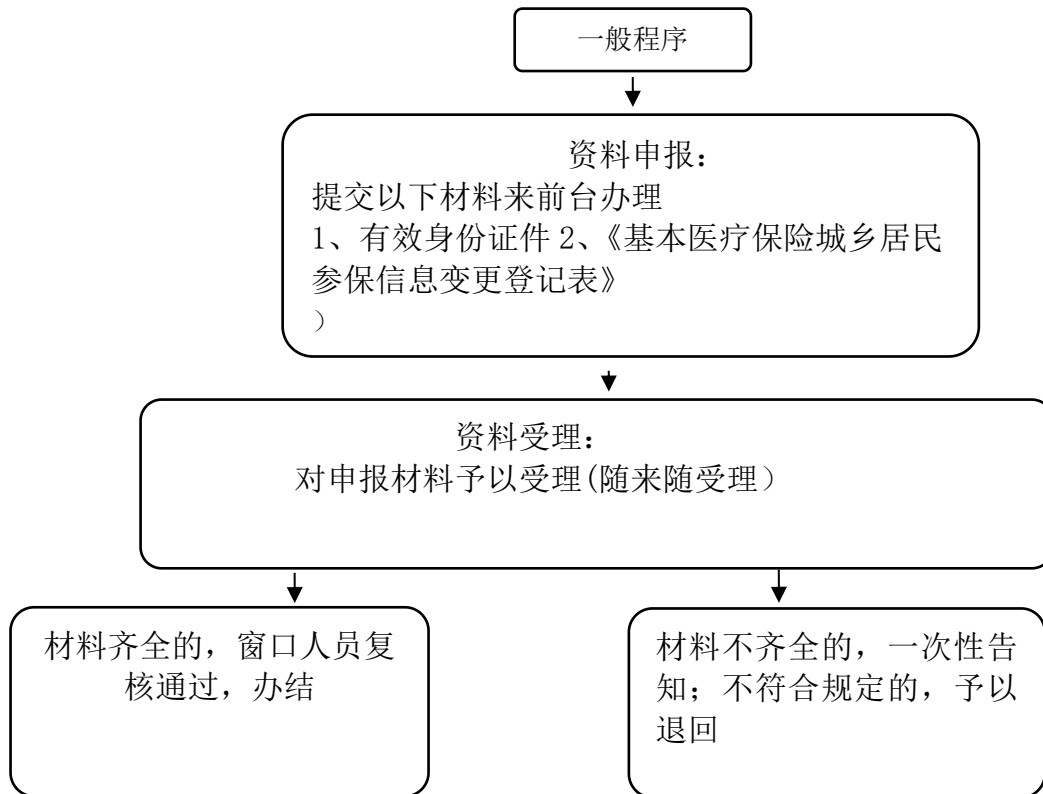 一般程序
资料申报：
提交以下材料来前台办理
1、有效身份证件 2、《基本医疗保险城乡居民
参保信息变更登记表》
）
资料受理：
对申报材料予以受理(随来随受理）
材料齐全的，窗口人员复
核通过，办结
材料不齐全的，一次性告
知；不符合规定的，予以
退回